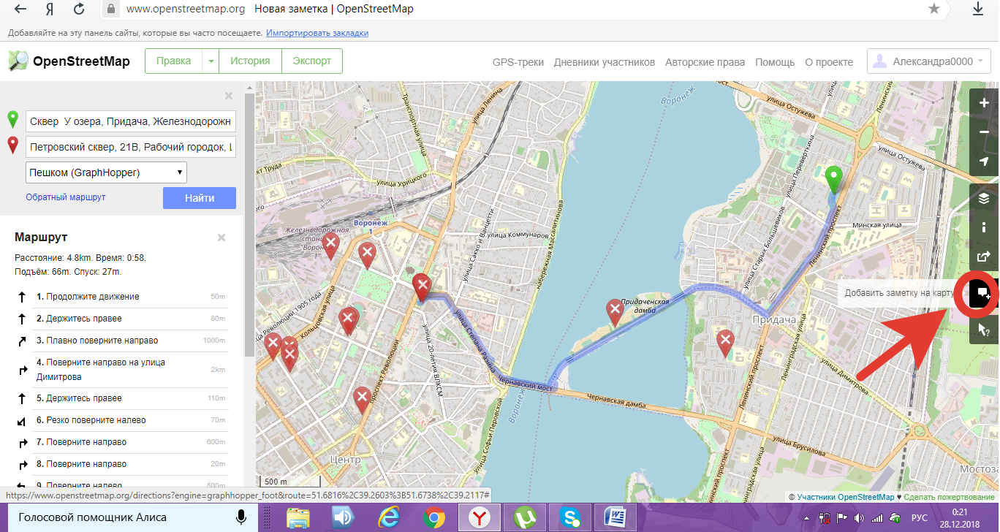 Я www.openstreetmap.org Новая заметка | OpenStreetMap
Добавляйте на эту панель сайты, которые вы часто посещаете. Импортировать закладки
OpenStreetMap Правка История Экспорт GPS-треки Дневники участников Авторские права Помощь О проекте Александра0000
Сквер У озера, Придача, Железнодорожн
Петровский сквер, 21В, Рабочий городок,
Пешком (GraphHopper)
Обратный маршрут Найти
Маршрут
Расстояние: 4.8km. Время: 0:58.
Подъём: 66m. Спуск: 27m.
1. Продолжите движение 50m
2. Держитесь правее 80m
3. Плавно поверните направо 1000m
4. Поверните направо на улица
Димитрова 2km
5. Держитесь правее 110m
6. Резко поверните налево 70m
7. Поверните направо 600m
8. Поверните направо 20m
9. Поверните налево 500m
Воронеж
улица Остужева
Ленинский
Транспортная улица
улица Ленина
улица Остужева
кт Труда
улица Урицкого
улица Переверткина
Воронеж
1
Железнодорожная
станция
Воронеж
1
улица Коммунаров
улица Сакко и Ванцетти
набережная Массалитинова
улица Старых Большевиков
Ленинский проспект
Минская улица
Добавить заметку на карту
Придаченская
дамба
Придача
Кольцовская улица
Революции 1905 года
улица Степана Разина
улица 20-летия ВЛКСМ
проспект Революции
Чернавский мост
Воронеж
Чернавская дамба
улица Софьи Перовской
Ленинский проспект
Ленинградская улица
улица Димитрова
улица Брусилова
Ленинский проспект
Ленинградская улица
Центр
Мостоза
500 m
© Участники OpenStreetMap ♥ Сделать пожертвование
https://www.openstreetmap.org/directions?engine=graphhopper_foot&route=51.6816%2C39.2603%3B51.6738%2C39.2117#
Голосовой помощник Алиса
РУС
0:21
28.12.2018